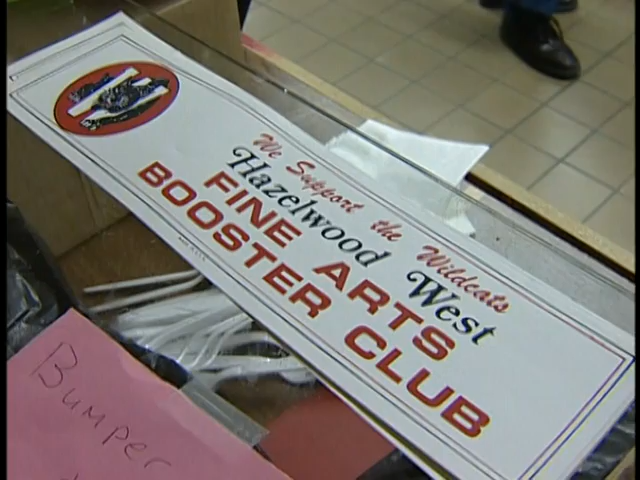 We Support the Wildcats
Hazelwood West
FINE ARTS
BOOSTER CLUB
Bumper